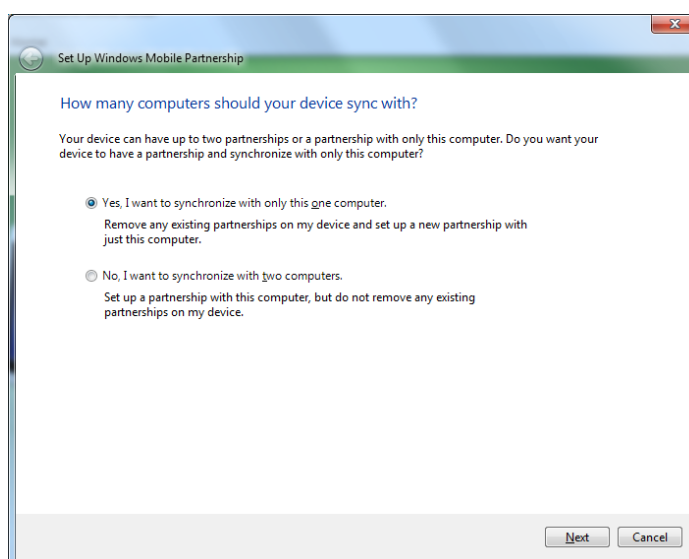 Set Up Windows Mobile Partnership
How many computers should your device sync with?
Your device can have up to two partnerships or a partnership with only this computer. Do you want your
device to have a partnership and synchronize with only this computer?
Yes, I want to synchronize with only this one computer.
Remove any existing partnerships on my device and set up a new partnership with
just this computer.
No, I want to synchronize with two computers.
Set up a partnership with this computer, but do not remove any existing
partnerships on my device.
Next
Cancel